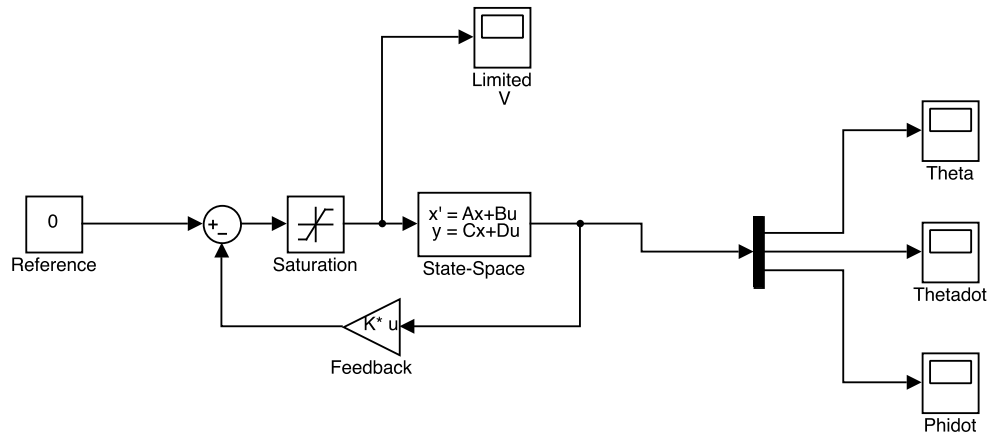 Limited
V
Theta
0
Reference
+
−
Saturation
x' = Ax+Bu
y = Cx+Du
State-Space
Thetadot
K* u
Feedback
Phidot